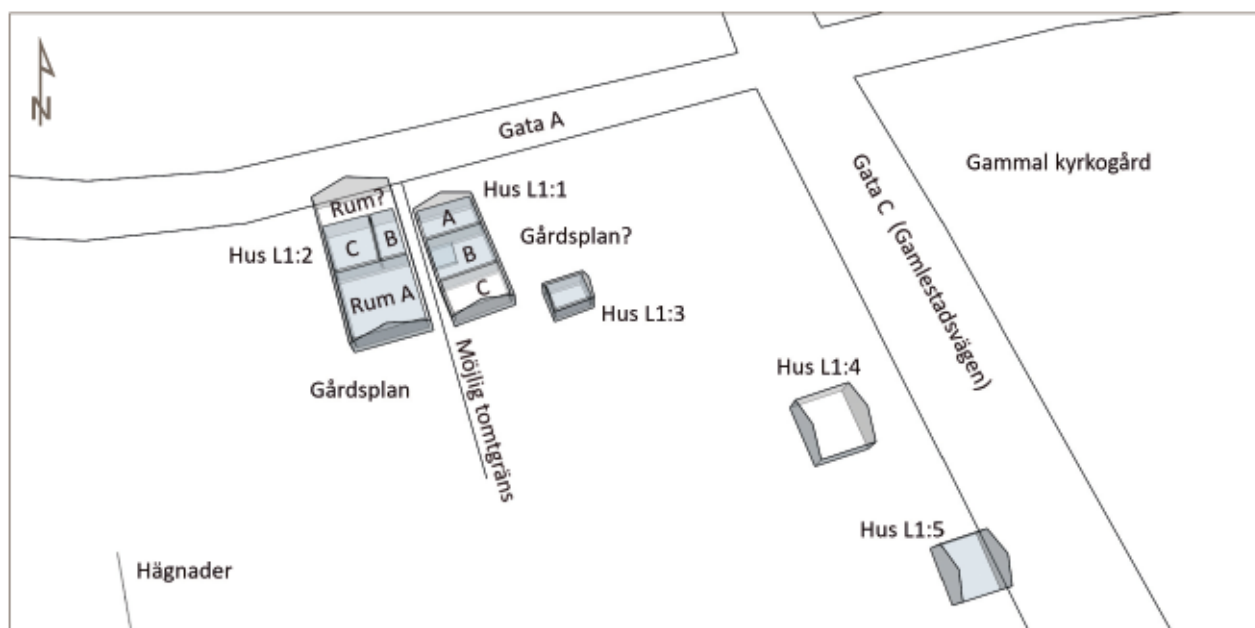 N
Gata A
Gata C (Gamlestadsvägen)
Gammal kyrkogård
Rum?
Hus L1:1
A
C
B
Gårdsplan?
Hus L1:2
B
Rum A
C
Hus L1:3
Möjlig tomtgräns
Gårdsplan
Hus L1:4
Hus L1:5
Hägnader